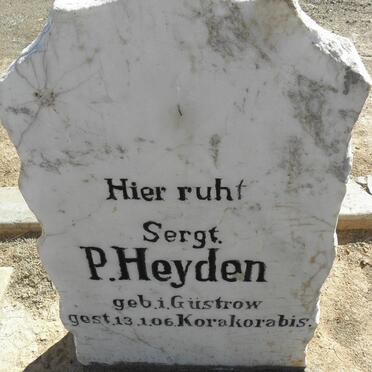 Hier ruht
Sergt.
P. Heyden
geb. i. Güstrow
gest. 13.1.06. Korakorabis.